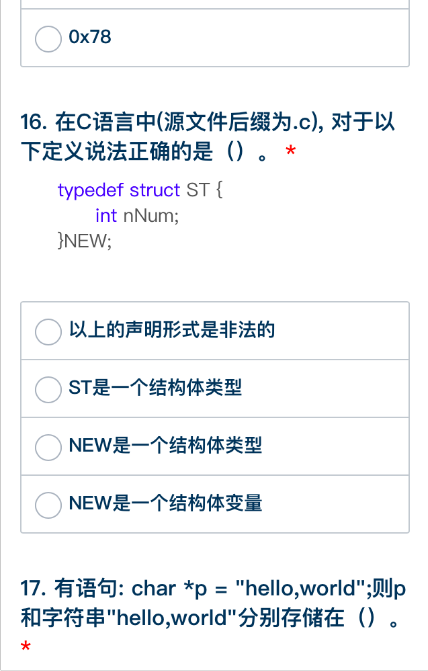 0x78
16. 在C语言中(源文件后缀为.c), 对于以
下定义说法正确的是（）。 *
typedef struct ST {
int nNum;
}NEW;
以上的声明形式是非法的
ST是一个结构体类型
NEW是一个结构体类型
NEW是一个结构体变量
17. 有语句: char *p = "hello,world";则p
和字符串"hello,world"分别存储在（）。
*